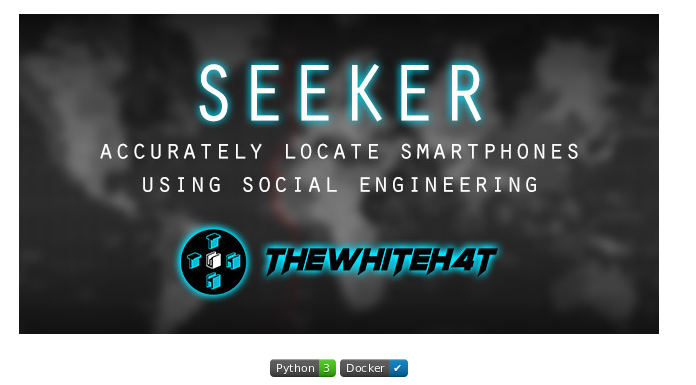 SEEKER
ACCURATELY LOCATE SMARTPHONES
USING SOCIAL ENGINEERING
THEWHITEH4T
Python 3 Docker ✔